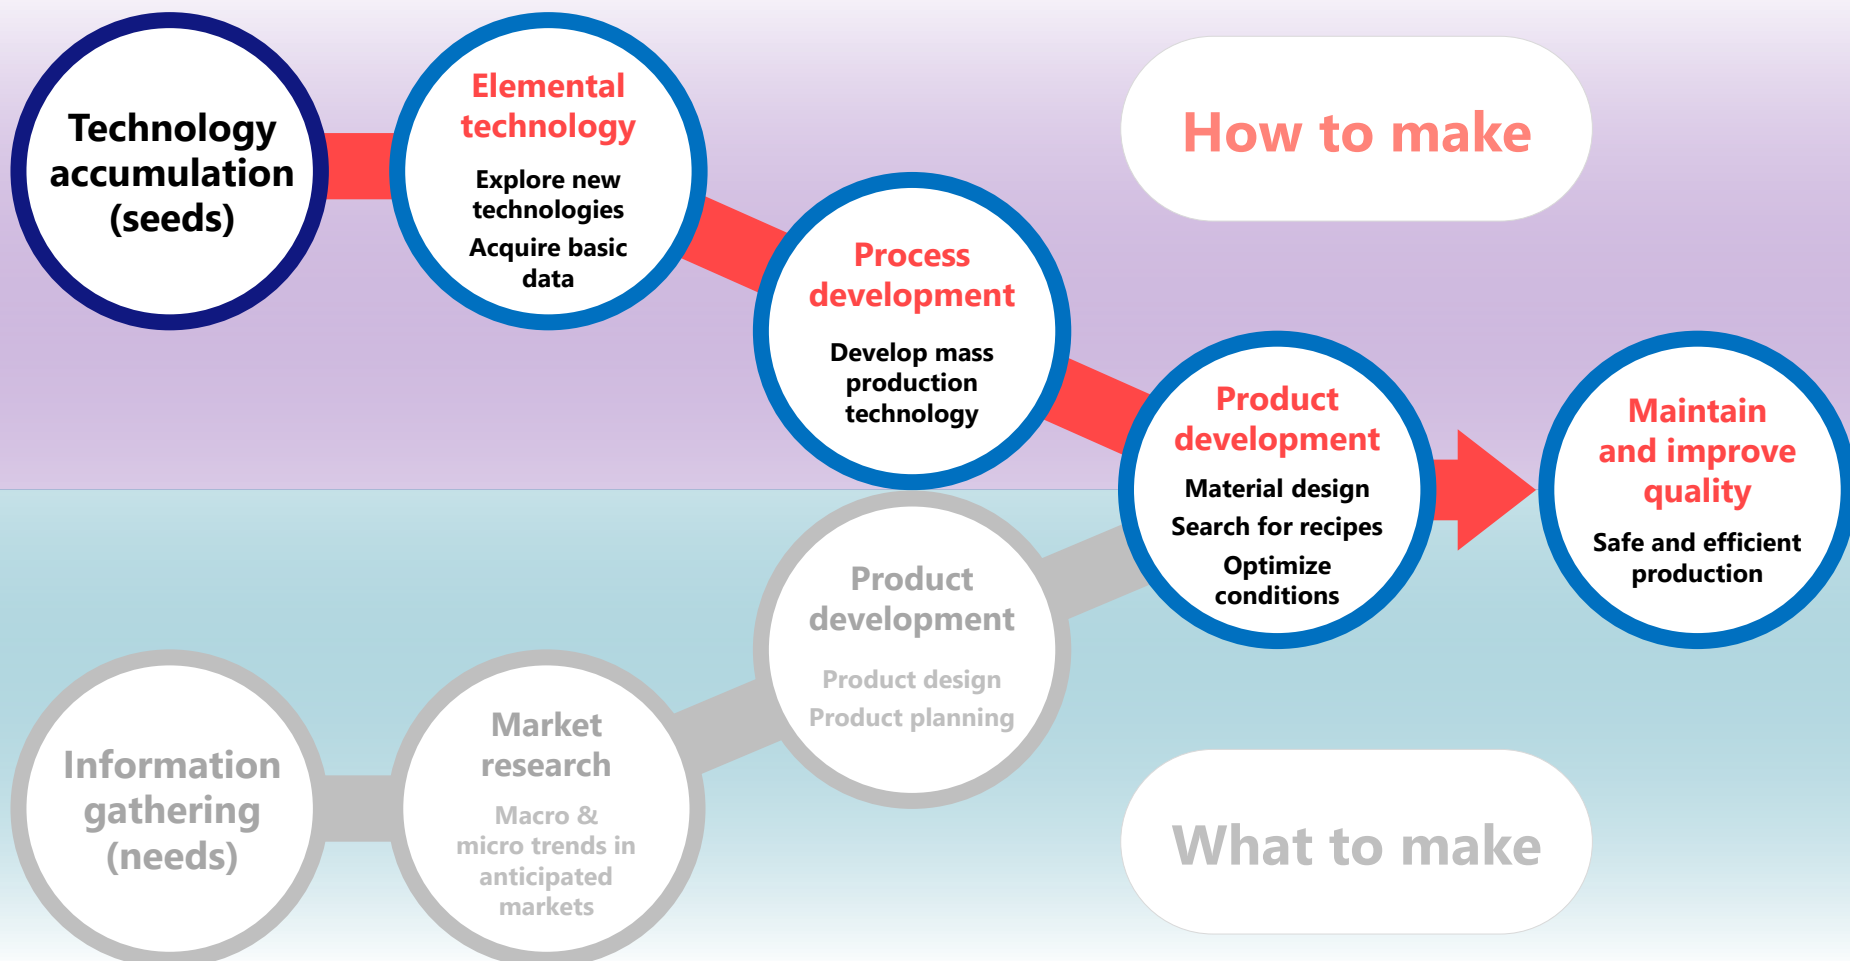 Technology
accumulation
(seeds)
Elemental
technology
Explore new
technologies
Acquire basic
data
Process
development
Develop mass
production
technology
How to make
Product
development
Material design
Search for recipes
Optimize
conditions
Maintain
and improve
quality
Safe and efficient
production
Information
gathering
(needs)
Market
research
Macro &
micro trends in
anticipated
markets
Product
development
Product design
Product planning
What to make